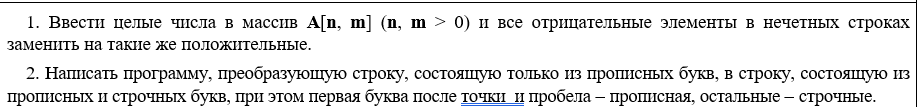 1. Ввести целые числа в массив A[n, m] (n, m > 0) и все отрицательные элементы в нечетных строках
заменить на такие же положительные.
2. Написать программу, преобразующую строку, состоящую только из прописных букв, в строку, состоящую из
прописных и строчных букв, при этом первая буква после точки и пробела – прописная, остальные – строчные.